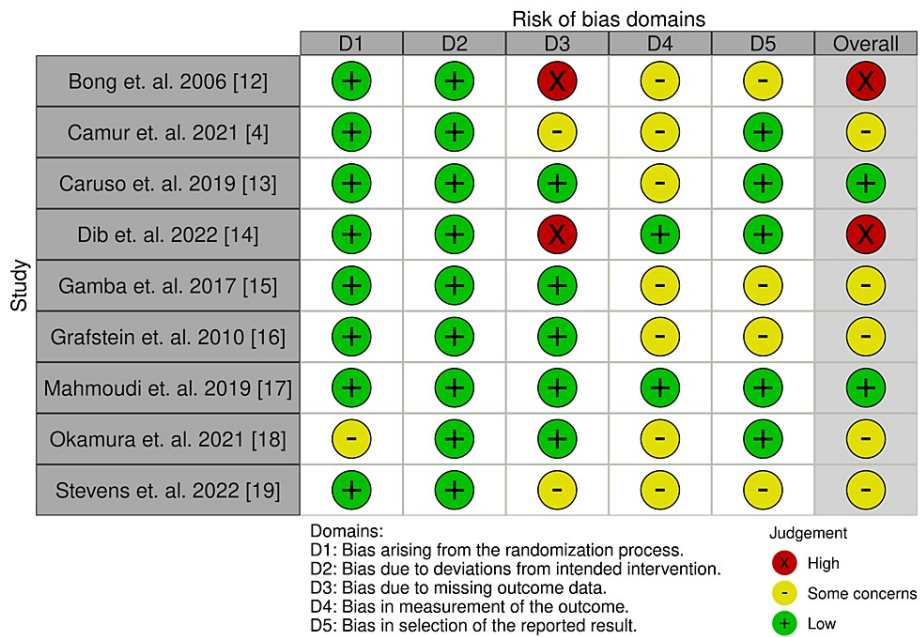 Risk of bias domains
D1 D2 D3 D4 D5 Overall
Study
Bong et. al. 2006 [12] + + X - - X
Camur et. al. 2021 [4] + + - - + -
Caruso et. al. 2019 [13] + + + - + +
Dib et. al. 2022 [14] + + X + + X
Gamba et. al. 2017 [15] + + + - - -
Grafstein et. al. 2010 [16] + + + - - -
Mahmoudi et. al. 2019 [17] + + + + + +
Okamura et. al. 2021 [18] - + + - + -
Stevens et. al. 2022 [19] + + - - - -
Domains:
D1: Bias arising from the randomization process.
D2: Bias due to deviations from intended intervention.
D3: Bias due to missing outcome data.
D4: Bias in measurement of the outcome.
D5: Bias in selection of the reported result.
Judgement
X High
- Some concerns
+ Low